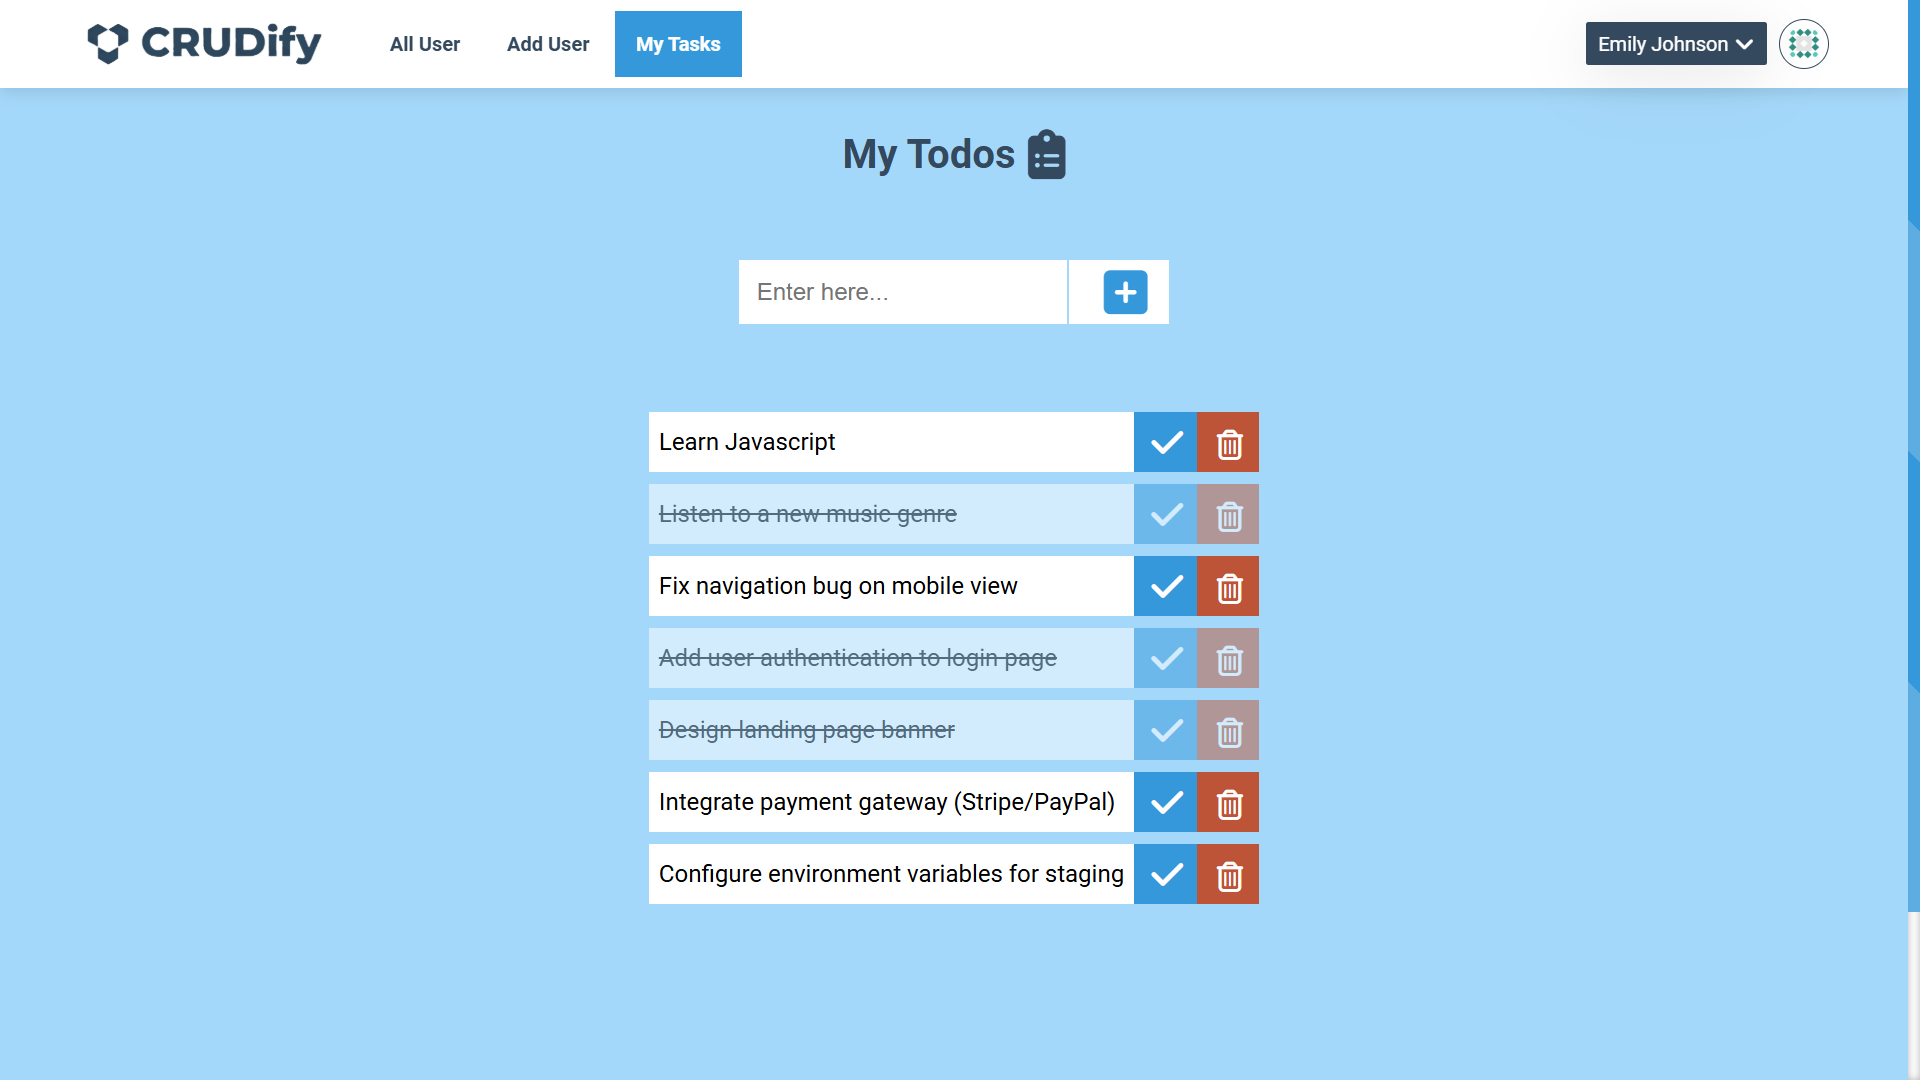 CRUDify
All User
Add User
My Tasks
Emily Johnson
My Todos
Enter here...
Learn Javascript
Listen to a new music genre
Fix navigation bug on mobile view
Add user authentication to login page
Design landing page banner
Integrate payment gateway (Stripe/PayPal)
Configure environment variables for staging